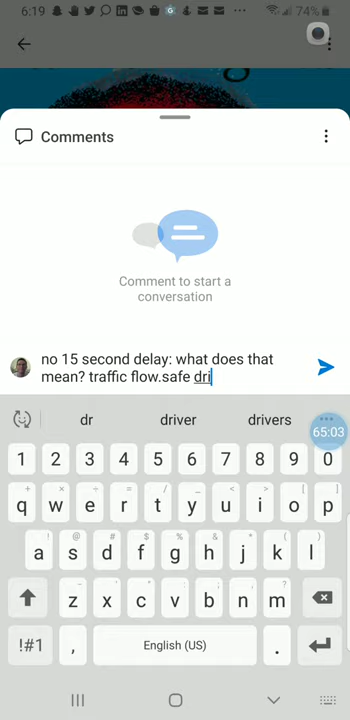 6:19
74%
Comments
Comment to start a
conversation
no 15 second delay: what does that
mean? traffic flow.safe dri
dr driver drivers
65:03
1 2 3 4 5 6 7 8 9 0
q w e r t y u i o p
a s d f g h j k l
z x c v b n m
!#1 , English (US) .